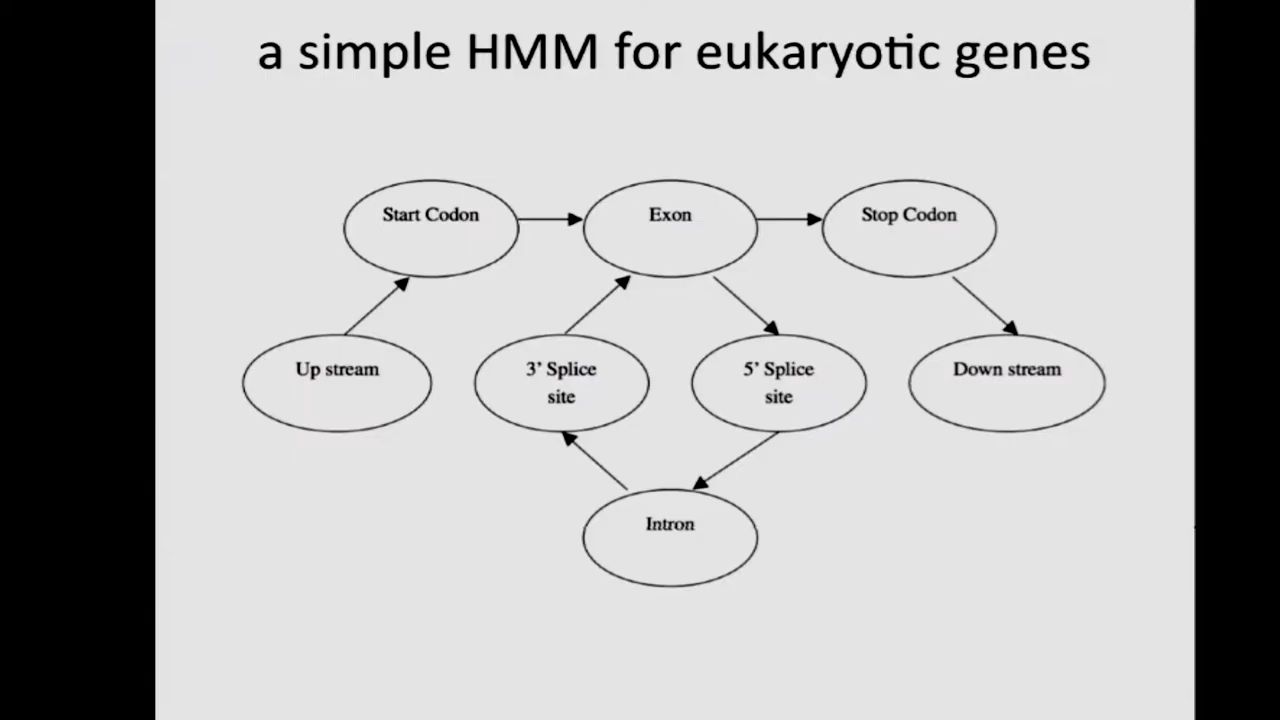 a simple HMM for eukaryotic genes
Start Codon
Exon
Stop Codon
Up stream
3’ Splice
site
5’ Splice
site
Down stream
Intron